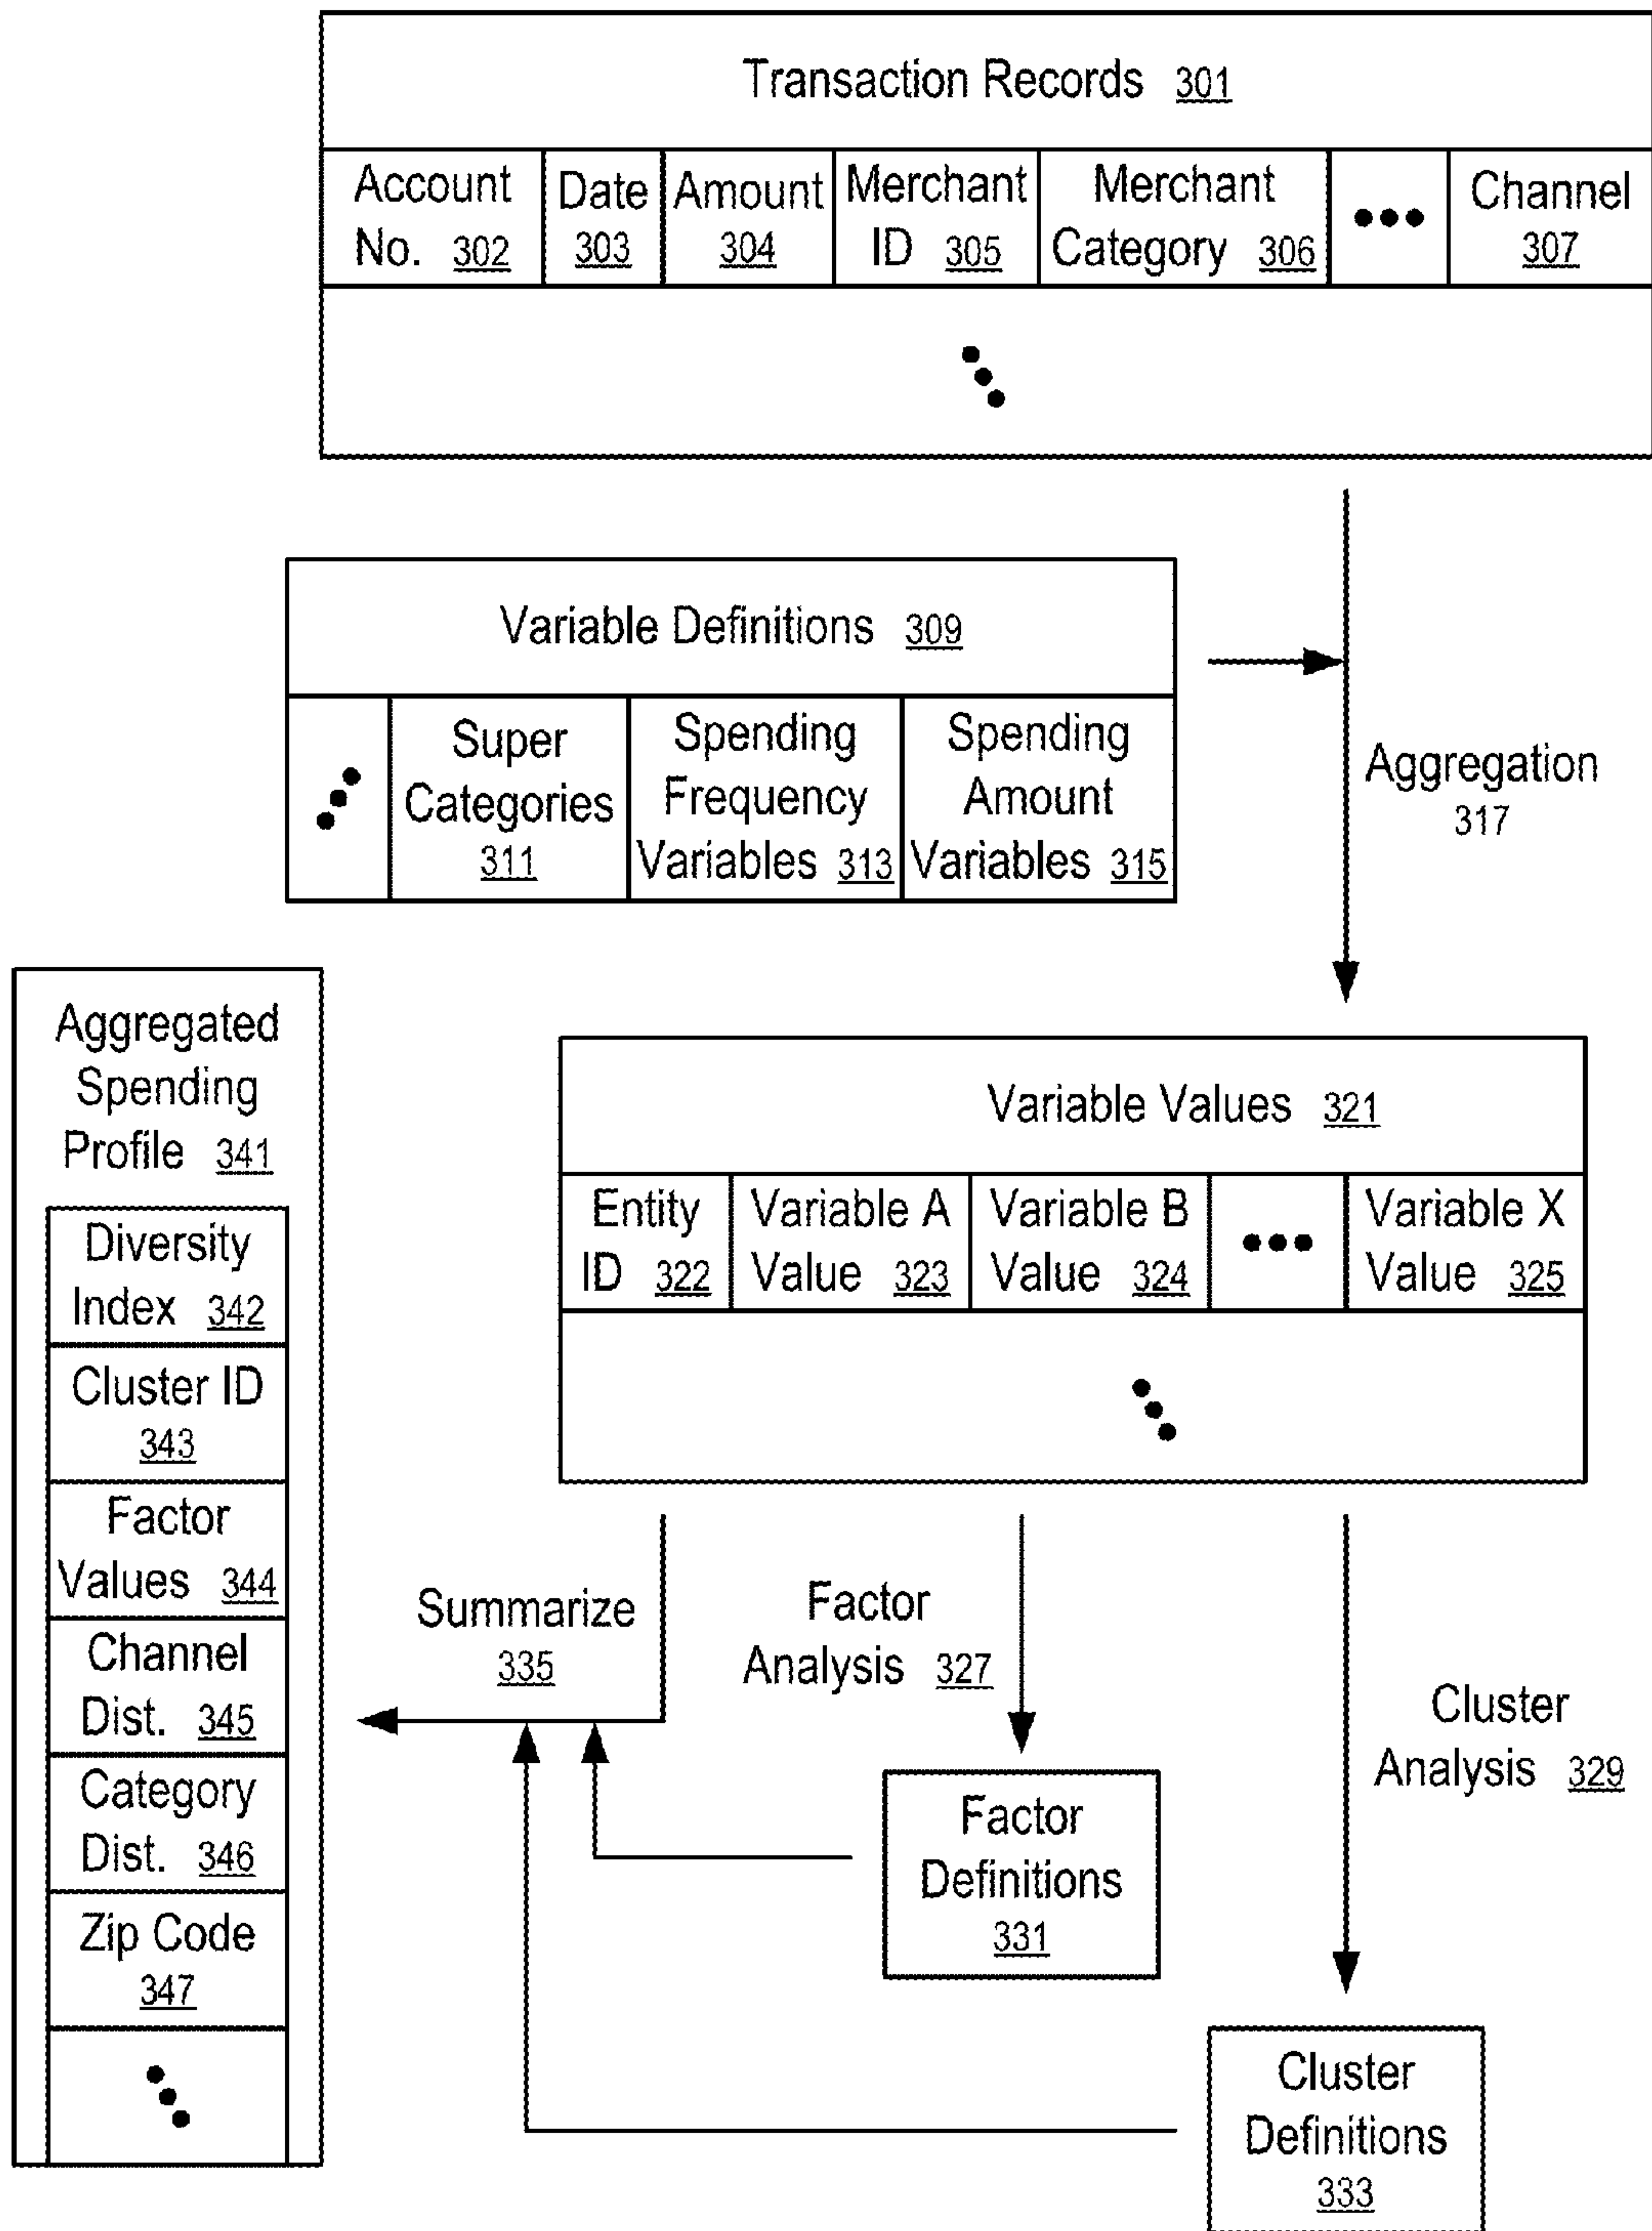 Transaction Records 301
Account
No. 302
Date
303
Amount
304
Merchant
ID 305
Merchant
Category 306
Channel
307
Variable Definitions 309
Super
Categories
311
Spending
Frequency
Variables 313
Spending
Amount
Variables 315
Aggregation
317
Aggregated
Spending
Profile 341
Diversity
Index 342
Cluster ID
343
Factor
Values 344
Channel
Dist. 345
Category
Dist. 346
Zip Code
347
Variable Values 321
Entity
ID 322
Variable A
Value 323
Variable B
Value 324
Variable X
Value 325
Summarize
335
Factor
Analysis 327
Cluster
Analysis 329
Factor
Definitions
331
Cluster
Definitions
333